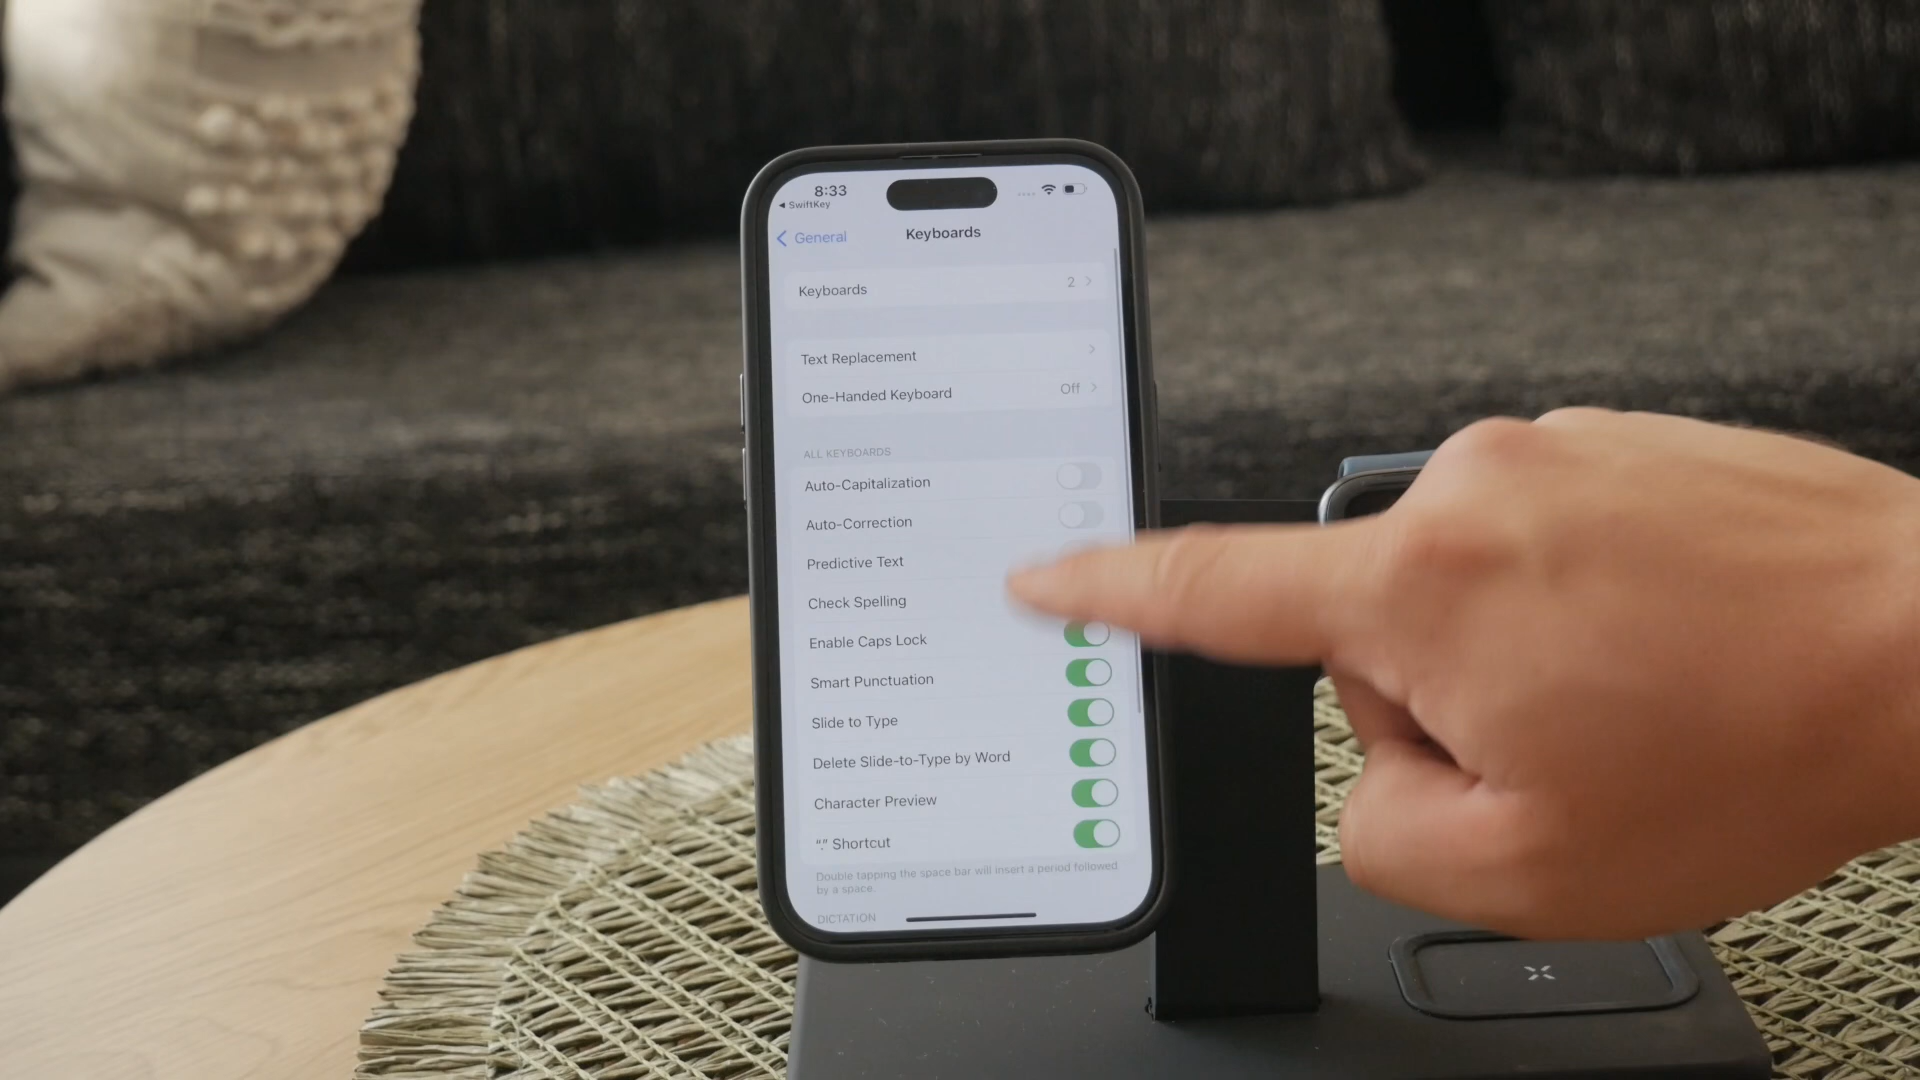 8:33
◀ SwiftKey
General
Keyboards
Keyboards 2
Text Replacement
One-Handed Keyboard Off
ALL KEYBOARDS
Auto-Capitalization
Auto-Correction
Predictive Text
Check Spelling
Enable Caps Lock
Smart Punctuation
Slide to Type
Delete Slide-to-Type by Word
Character Preview
“.” Shortcut
Double tapping the space bar will insert a period followed
by a space.
DICTATION